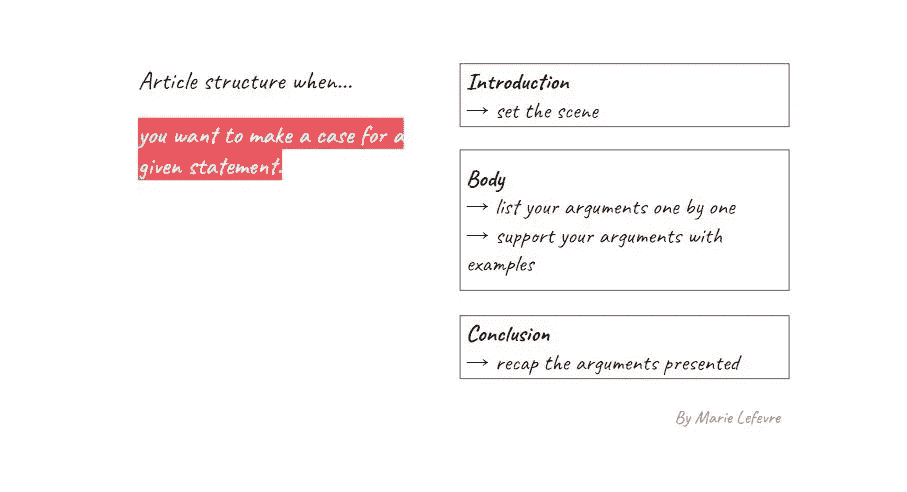 Article structure when...
you want to make a case for a
given statement.
Introduction
→ set the scene
Body
→ list your arguments one by one
→ support your arguments with
examples
Conclusion
→ recap the arguments presented
By Marie Lefevre